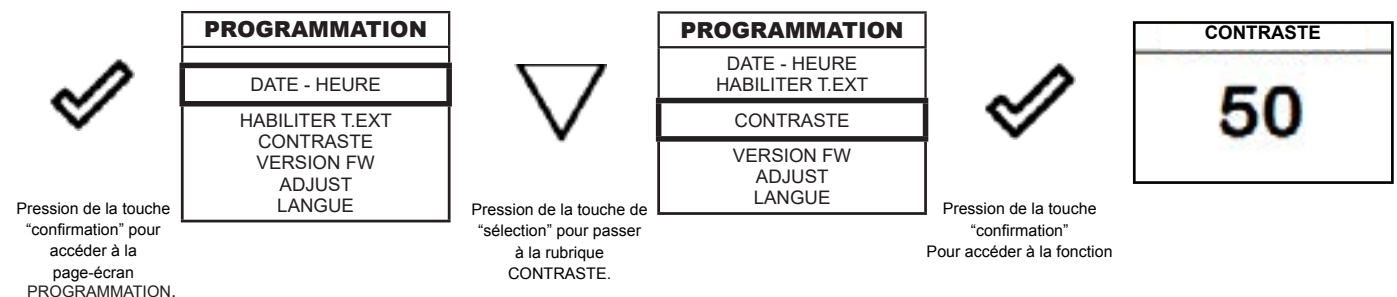 PROGRAMMATION
DATE - HEURE
HABILITER T.EXT
CONTRASTE
VERSION FW
ADJUST
LANGUE
Pression de la touche
“confirmation” pour
accéder à la
page-écran
PROGRAMMATION.
Pression de la touche de
“sélection” pour passer
à la rubrique
CONTRASTE.
PROGRAMMATION
DATE - HEURE
HABILITER T.EXT
CONTRASTE
VERSION FW
ADJUST
LANGUE
Pression de la touche
“confirmation”
Pour accéder à la fonction
CONTRASTE
50